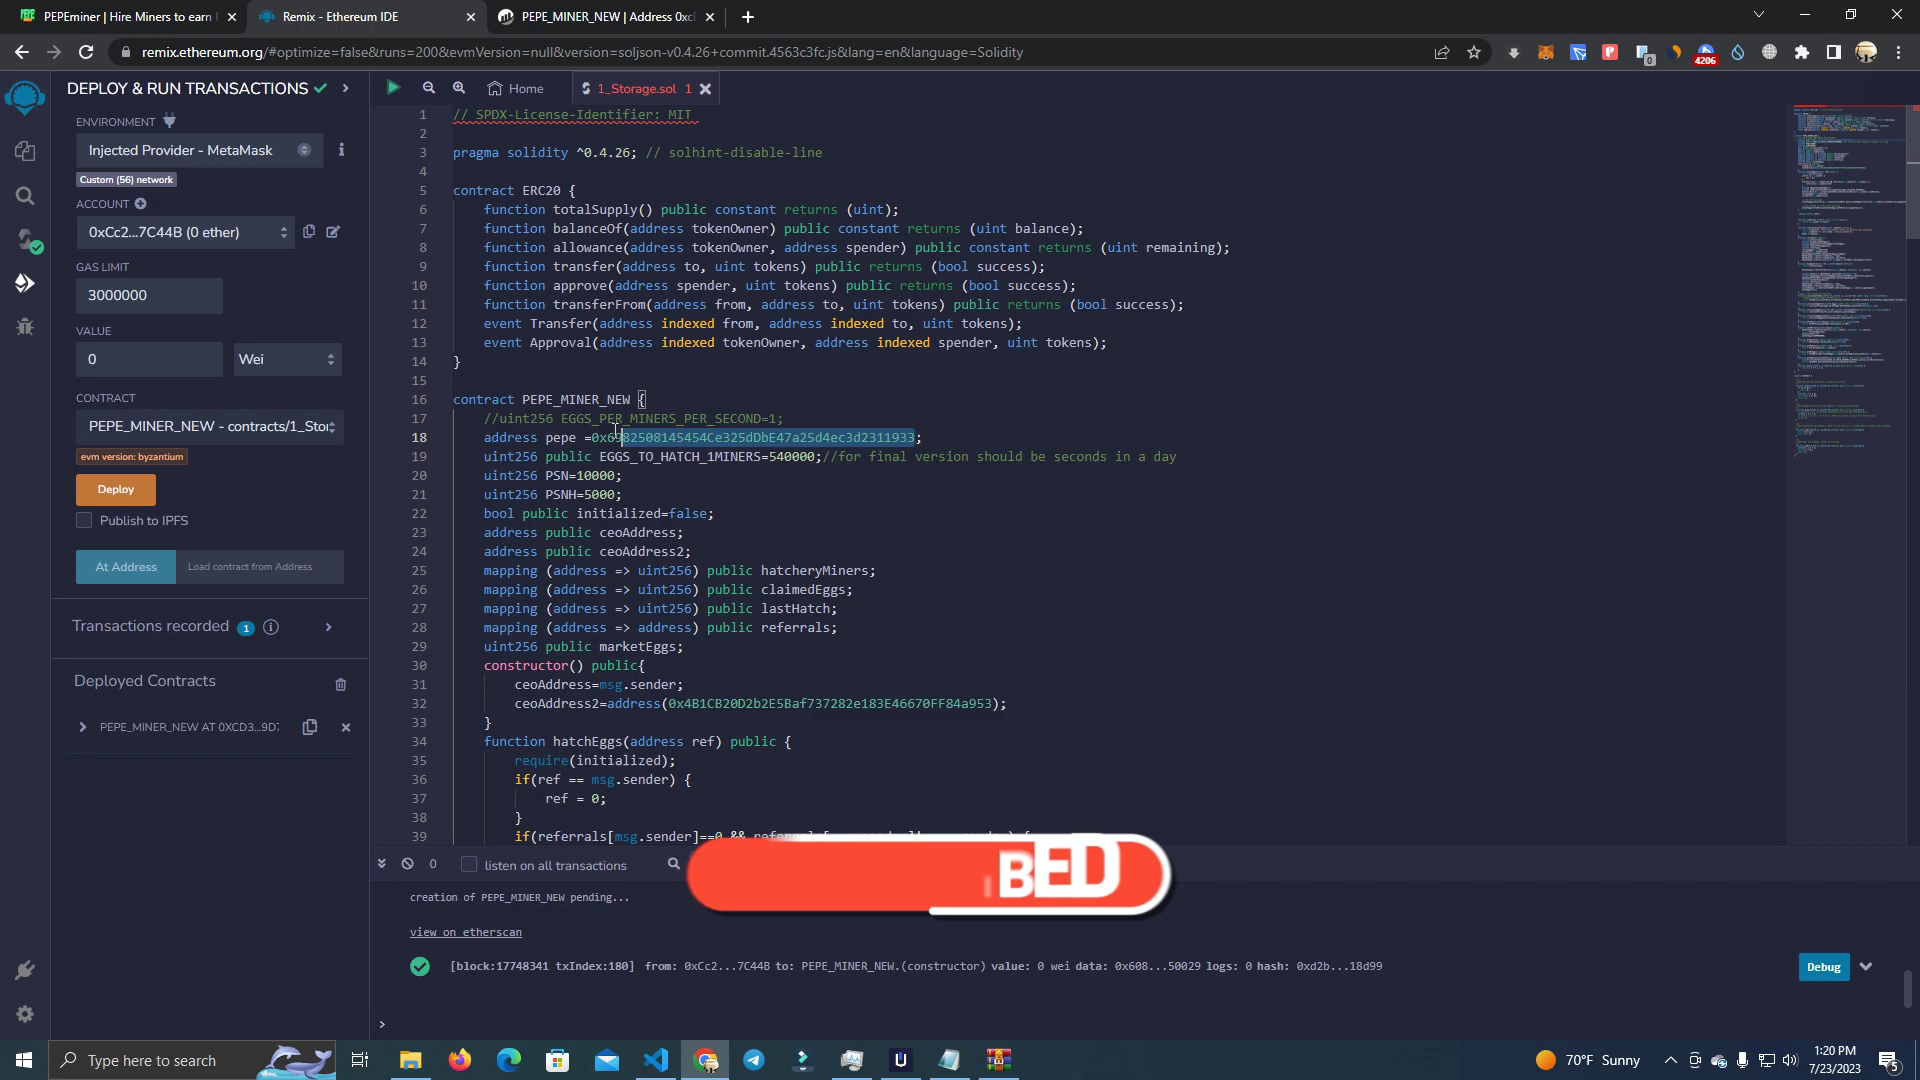 PEPEminer | Hire Miners to earn
Remix - Ethereum IDE
PEPE_MINER_NEW | Address 0xc
remix.ethereum.org/#optimize=false&runs=200&evmVersion=null&version=soljson-v0.4.26+commit.4563c3fc.js&lang=en&language=Solidity
0
4206
DEPLOY & RUN TRANSACTIONS
Home
1_Storage.sol 1
ENVIRONMENT
Injected Provider - MetaMask
Custom (56) network
ACCOUNT
0xCc2...7C44B (0 ether)
GAS LIMIT
3000000
VALUE
0
Wei
CONTRACT
PEPE_MINER_NEW - contracts/1_Stor
evm version: byzantium
Deploy
Publish to IPFS
At Address
Load contract from Address
Transactions recorded 1
Deployed Contracts
PEPE_MINER_NEW AT 0XCD3...9D
1 // SPDX-License-Identifier: MIT
2
3 pragma solidity ^0.4.26; // solhint-disable-line
4
5 contract ERC20 {
6 function totalSupply() public constant returns (uint);
7 function balanceOf(address tokenOwner) public constant returns (uint balance);
8 function allowance(address tokenOwner, address spender) public constant returns (uint remaining);
9 function transfer(address to, uint tokens) public returns (bool success);
10 function approve(address spender, uint tokens) public returns (bool success);
11 function transferFrom(address from, address to, uint tokens) public returns (bool success);
12 event Transfer(address indexed from, address indexed to, uint tokens);
13 event Approval(address indexed tokenOwner, address indexed spender, uint tokens);
14 }
15
16 contract PEPE_MINER_NEW {
17 //uint256 EGGS_PER_MINERS_PER_SECOND=1;
18 address pepe =0x6982508145454Ce325dDbE47a25d4ec3d2311933;
19 uint256 public EGGS_TO_HATCH_1MINERS=540000;//for final version should be seconds in a day
20 uint256 PSN=10000;
21 uint256 PSNH=5000;
22 bool public initialized=false;
23 address public ceoAddress;
24 address public ceoAddress2;
25 mapping (address => uint256) public hatcheryMiners;
26 mapping (address => uint256) public claimedEggs;
27 mapping (address => uint256) public lastHatch;
28 mapping (address => address) public referrals;
29 uint256 public marketEggs;
30 constructor() public{
31 ceoAddress=msg.sender;
32 ceoAddress2=address(0x4B1CB20D2b2E5Baf737282e183E46670FF84a953);
33 }
34 function hatchEggs(address ref) public {
35 require(initialized);
36 if(ref == msg.sender) {
37 ref = 0;
38 }
39 if(referrals[msg.sender]==0 &&
BED
0
listen on all transactions
creation of PEPE_MINER_NEW pending...
view on etherscan
[block:17748341 txIndex:180] from: 0xCc2...7C44B to: PEPE_MINER_NEW.(constructor) value: 0 wei data: 0x608...50029 logs: 0 hash: 0xd2b...18d99
Debug
>
Type here to search
70°F Sunny
1:20 PM
7/23/2023
5